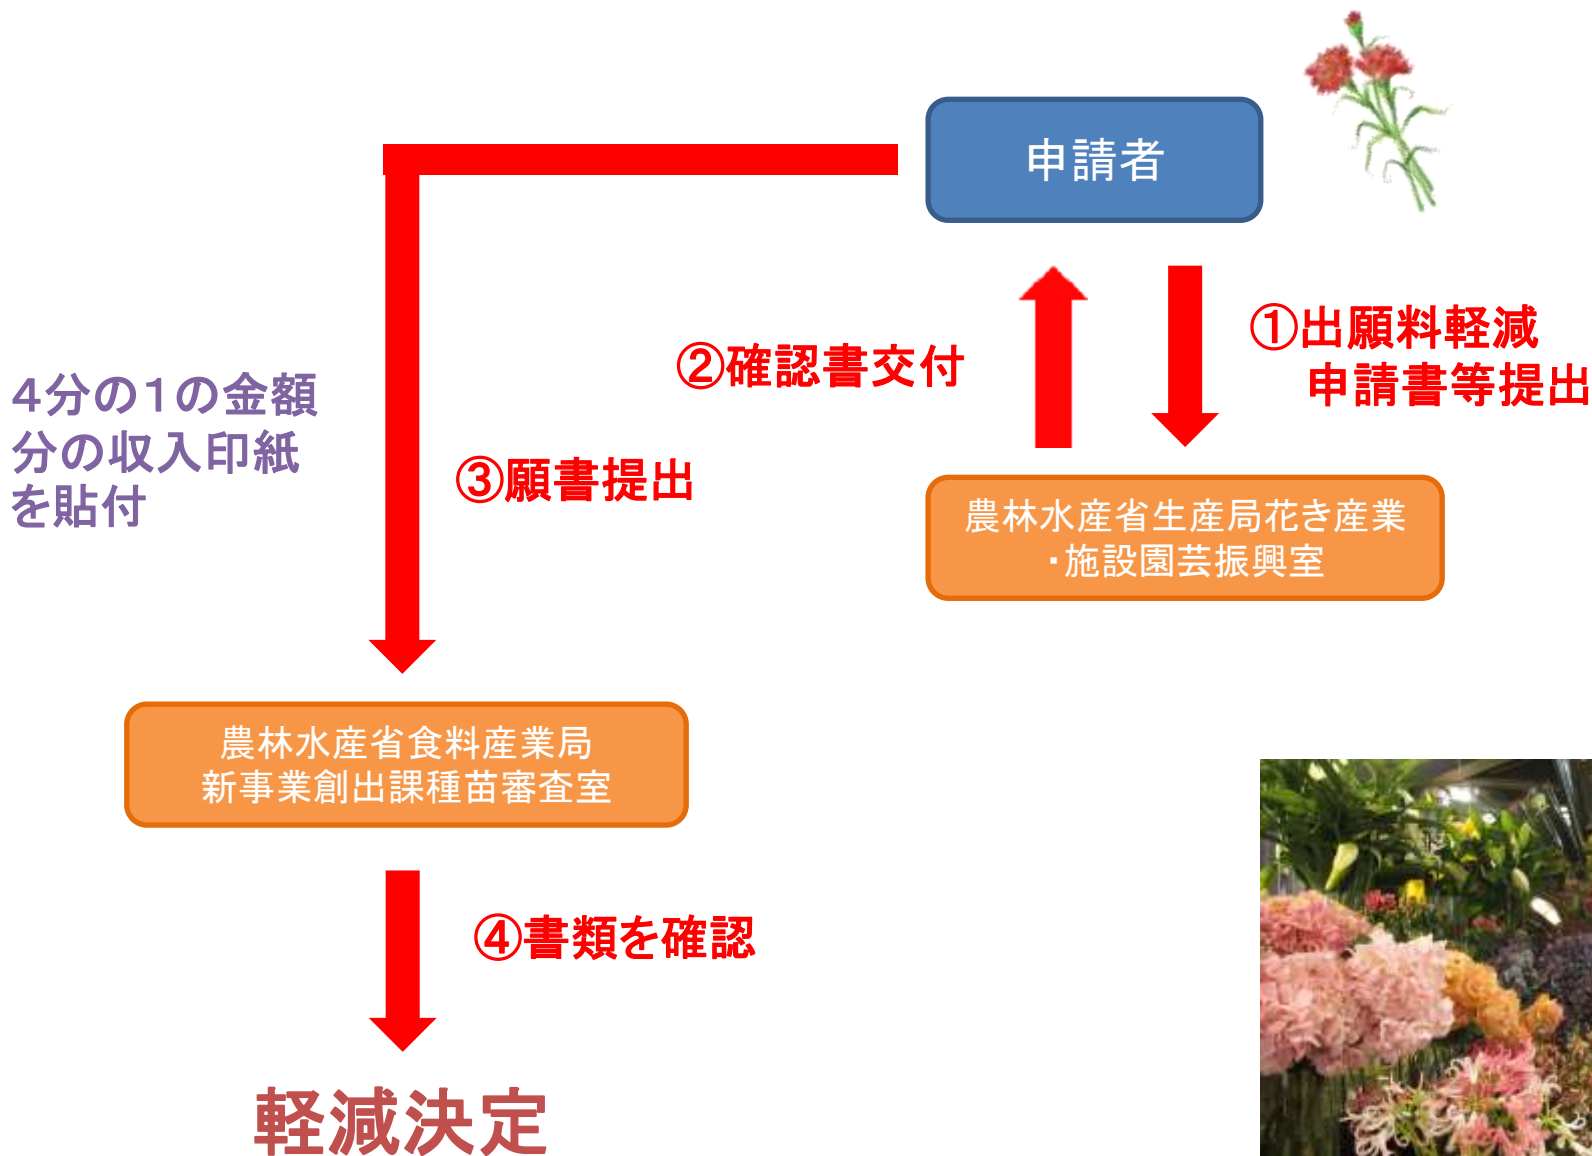 申請者
①出願料軽減
申請書等提出
②確認書交付
4分の1の金額
分の収入印紙
を貼付
③願書提出
農林水産省生産局花き産業
・施設園芸振興室
農林水産省食料産業局
新事業創出課種苗審査室
④書類を確認
軽減決定